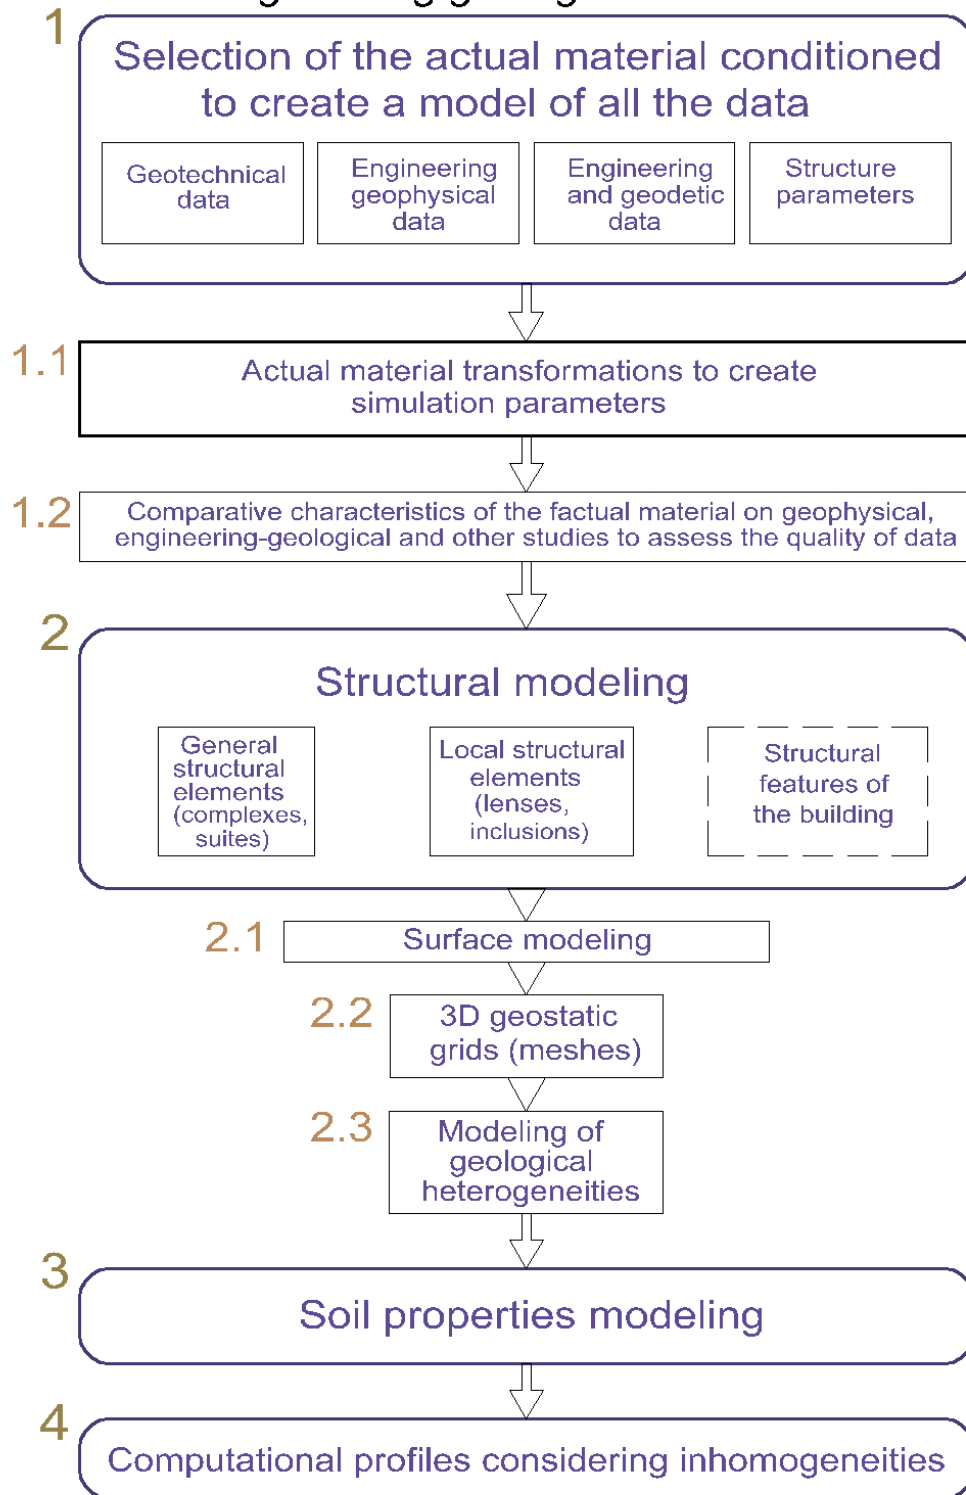 1
Selection of the actual material conditioned
to create a model of all the data
Geotechnical
data
Engineering
geophysical
data
Engineering
and geodetic
data
Structure
parameters
1.1
Actual material transformations to create
simulation parameters
1.2
Comparative characteristics of the factual material on geophysical,
engineering-geological and other studies to assess the quality of data
2
Structural modeling
General
structural
elements
(complexes,
suites)
Local structural
elements
(lenses,
inclusions)
Structural
features of
the building
2.1
Surface modeling
2.2
3D geostatic
grids (meshes)
2.3
Modeling of
geological
heterogeneities
3
Soil properties modeling
4
Computational profiles considering inhomogeneities